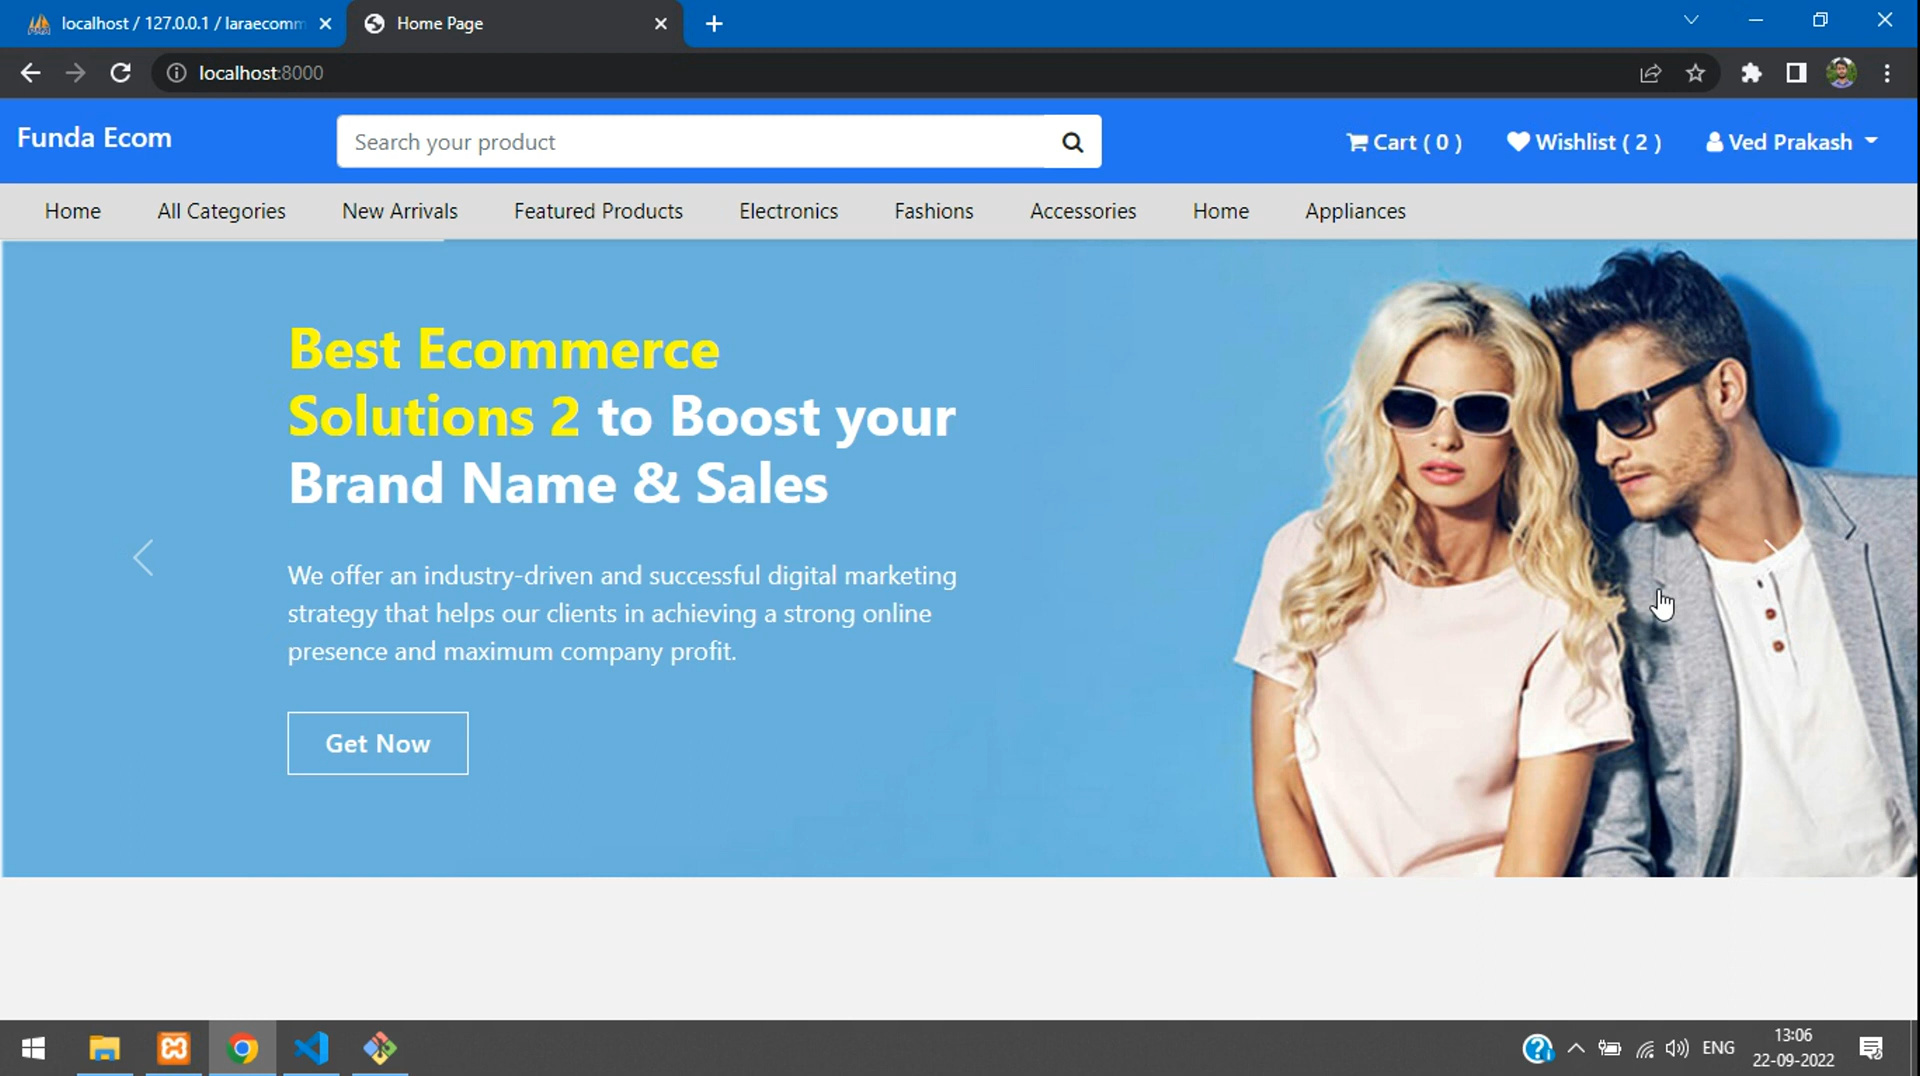 localhost / 127.0.0.1 / laraecomm
Home Page
localhost:8000
Funda Ecom
Search your product
Cart ( 0 )
Wishlist ( 2 )
Ved Prakash
Home
All Categories
New Arrivals
Featured Products
Electronics
Fashions
Accessories
Home
Appliances
Best Ecommerce
Solutions 2 to Boost your
Brand Name & Sales
We offer an industry-driven and successful digital marketing
strategy that helps our clients in achieving a strong online
presence and maximum company profit.
Get Now
ENG
13:06
22-09-2022